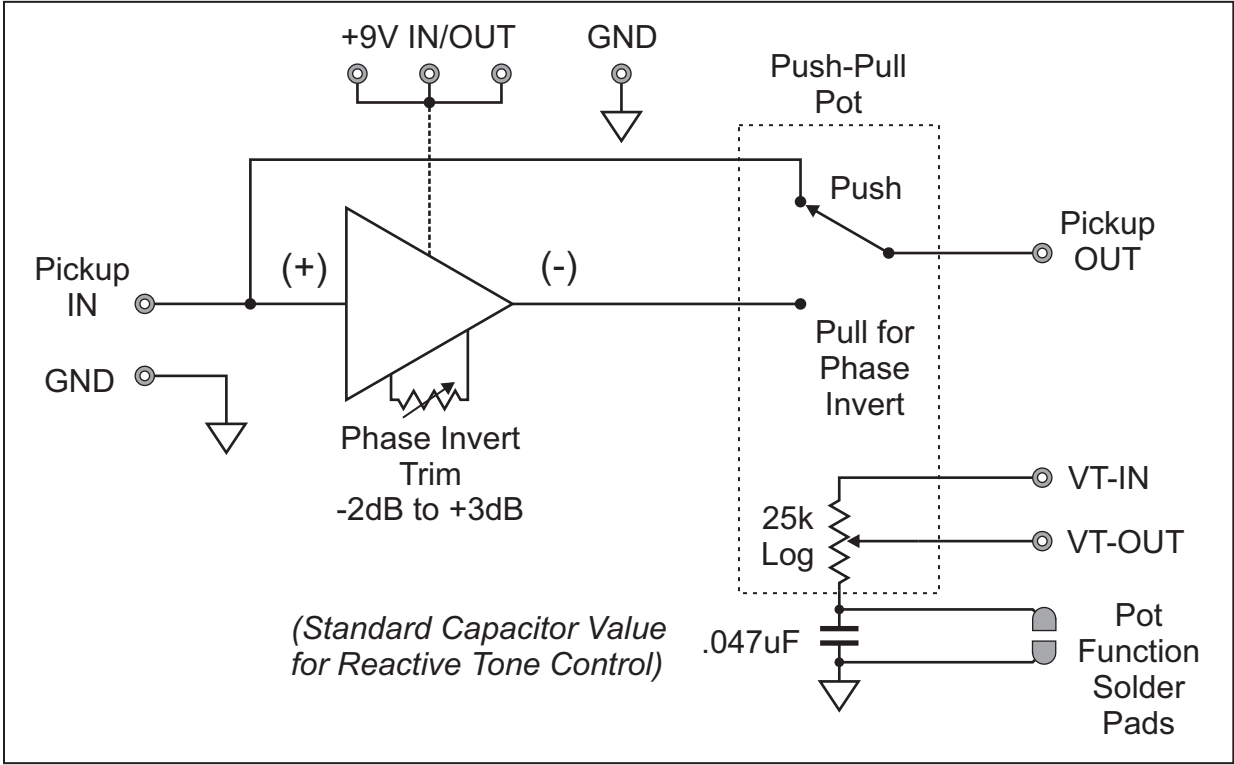 +9V IN/OUT
GND
Push-Pull
Pot
Push
Pickup
OUT
Pickup
IN
(+)
(-)
GND
Pull for
Phase
Invert
Phase Invert
Trim
-2dB to +3dB
VT-IN
25k
Log
VT-OUT
(Standard Capacitor Value
for Reactive Tone Control)
.047uF
Pot
Function
Solder
Pads